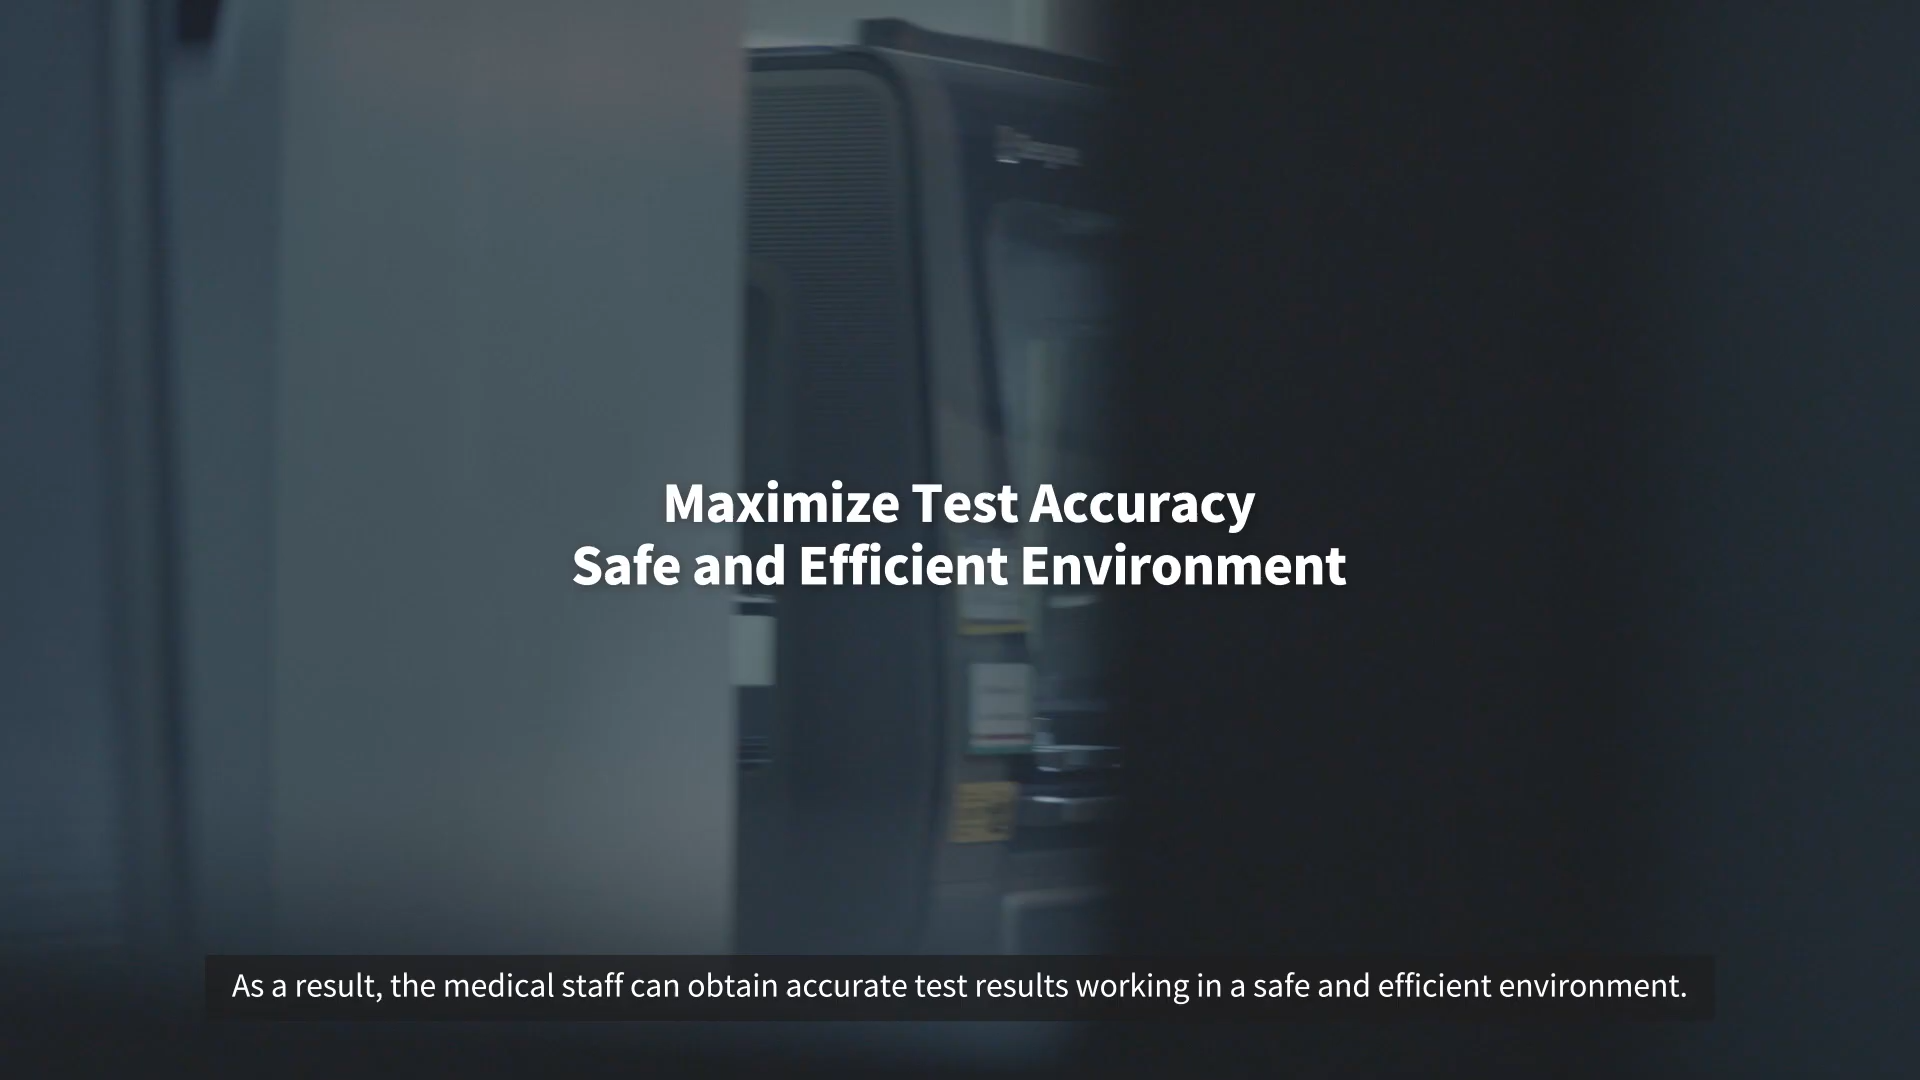 Maximize Test Accuracy
Safe and Efficient Environment
As a result, the medical staff can obtain accurate test results working in a safe and efficient environment.